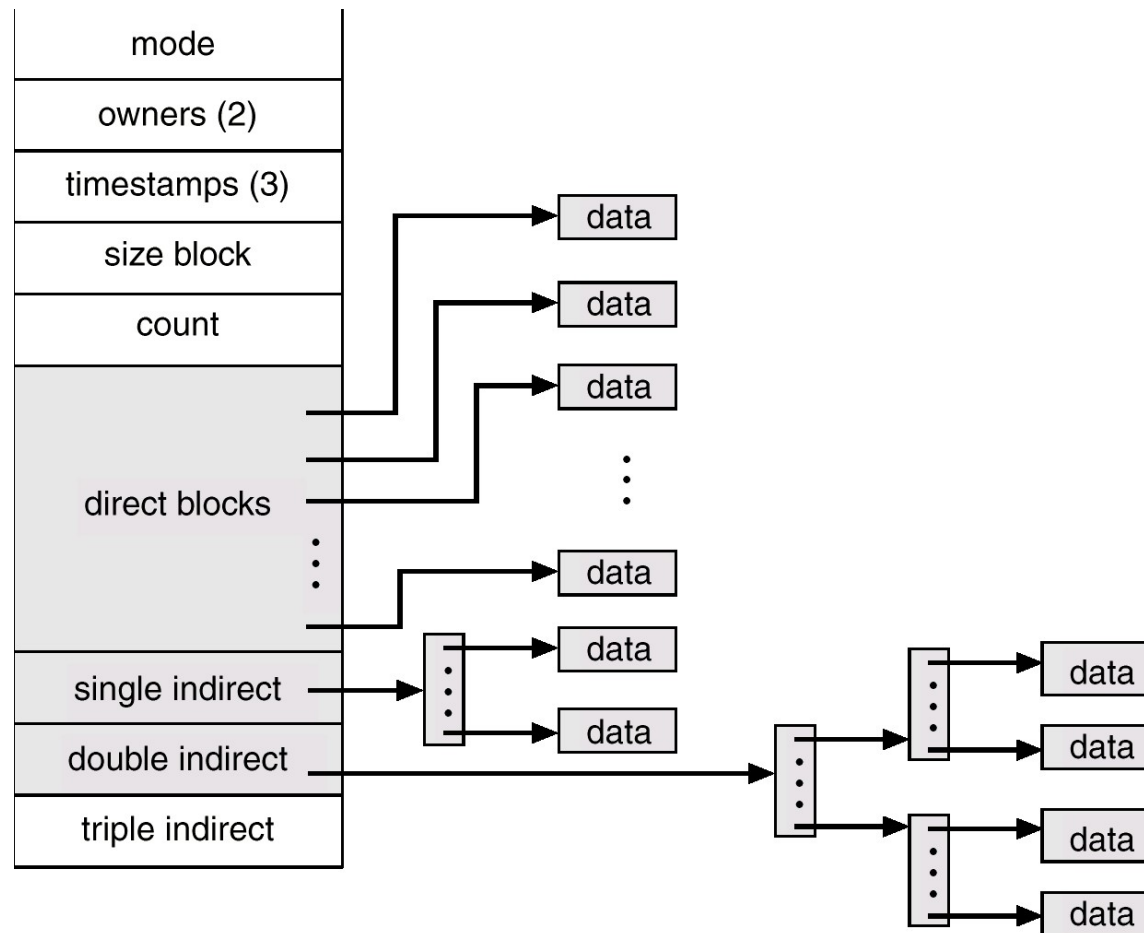 mode
owners (2)
timestamps (3)
size block
count
direct blocks
single indirect
double indirect
triple indirect
data
data
data
data
data
data
data
data
data
data